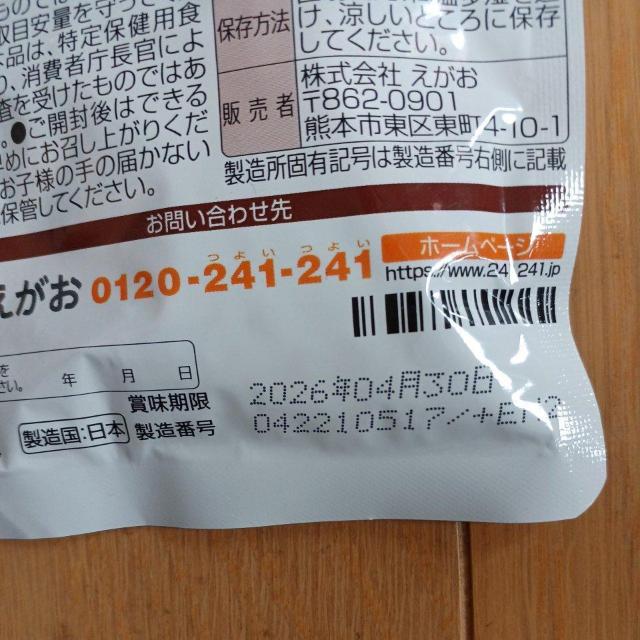 取目安量を守って
本品は、特定保健用食
り、消費者庁長官によ
査を受けたものではあ
●ご開封後はできる
早めにお召し上がりくだ
お子様の手の届かない
保管してください。
保存方法
け、涼しいところに保存
してください。
販売者
株式会社 えがお
〒862-0901
熊本市東区東町4-10-1
製造所固有記号は製造番号右側に記載
お問い合わせ先
えがお 0120-241-241
つよい つよい
ホームページ
https://www.241241.jp
年 月 日
賞味期限 2026年04月30日
製造国:日本 製造番号 042210517/+EH2